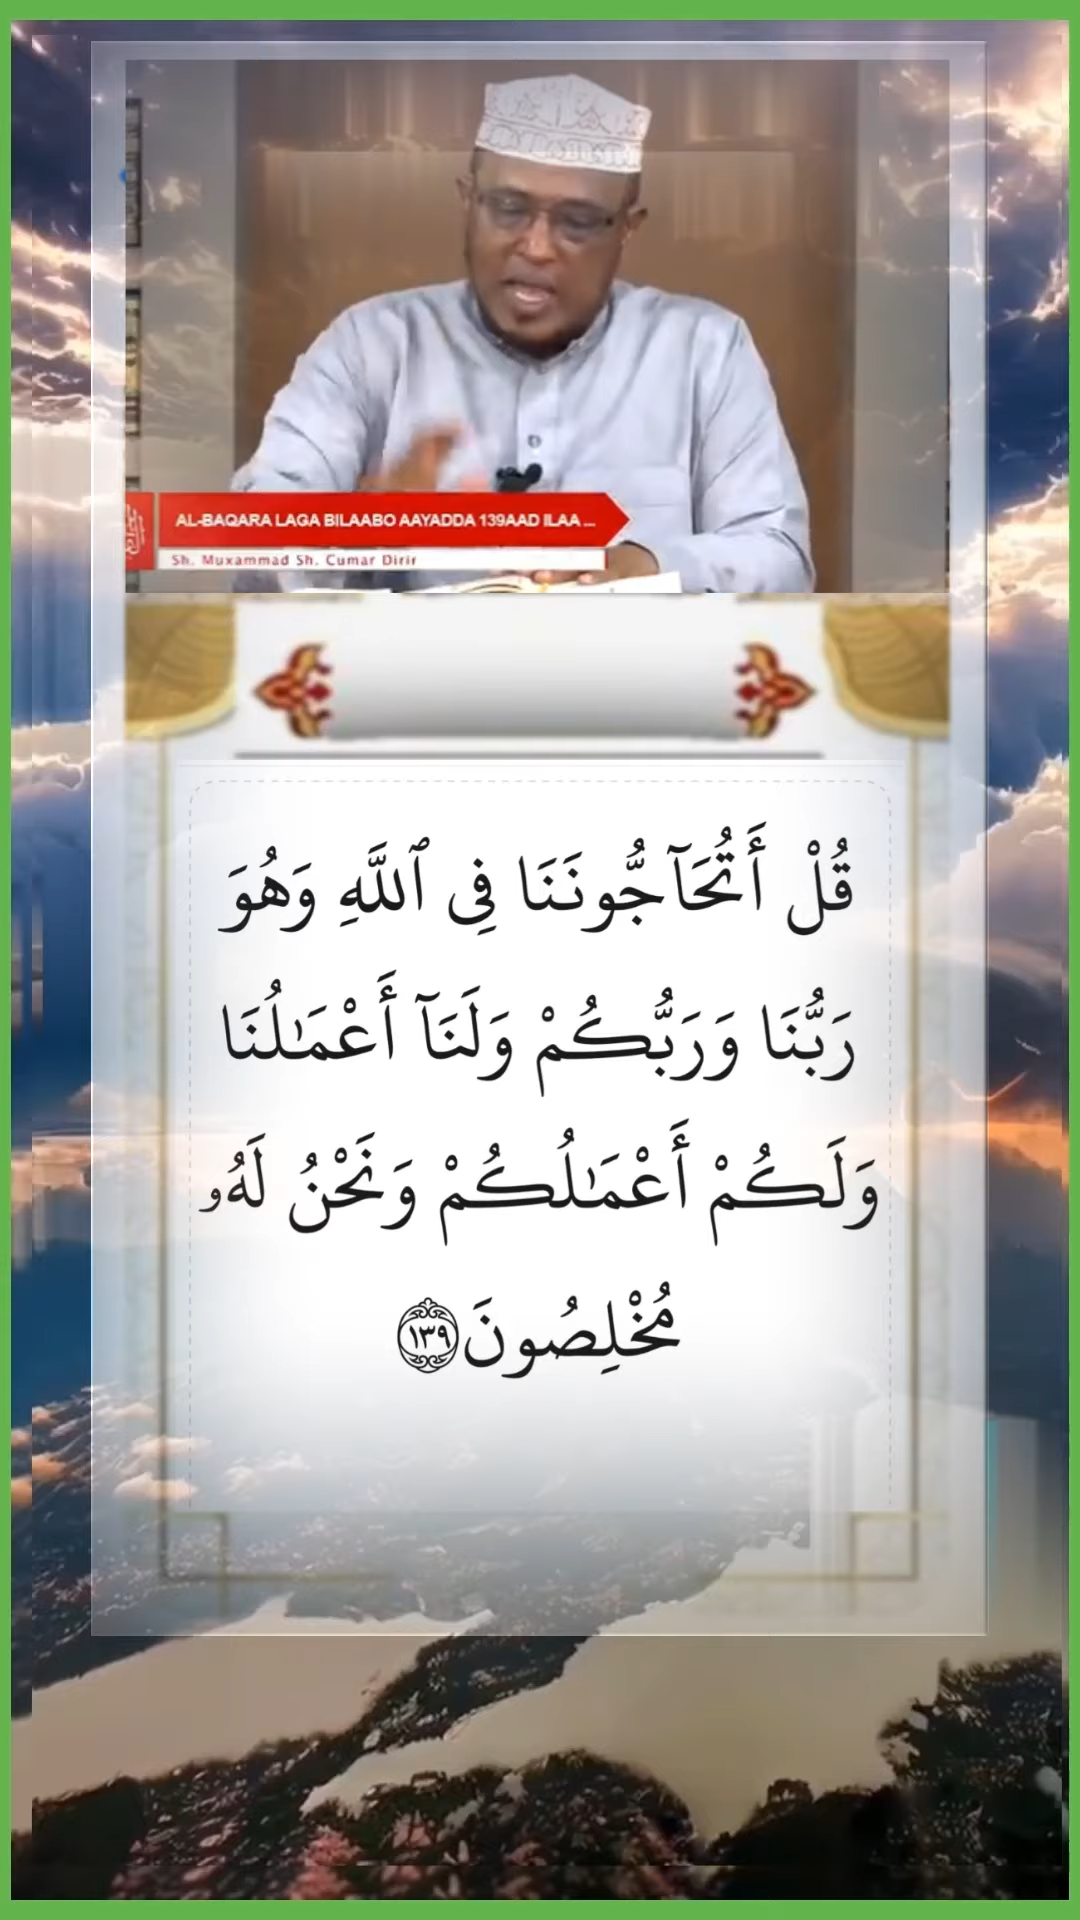 AL-BAQARA LAGA BILAABO AAYADDA 139AAD ILAA ...
Sh. Muxammad Sh. Cumar Dirir
قُلْ أَتُحَآجُّونَنَا فِى ٱللَّهِ وَهُوَ
رَبُّنَا وَرَبُّكُمْ وَلَنَآ أَعْمَـٰلُنَا
وَلَكُمْ أَعْمَـٰلُكُمْ وَنَحْنُ لَهُۥ
مُخْلِصُونَ ١٣٩